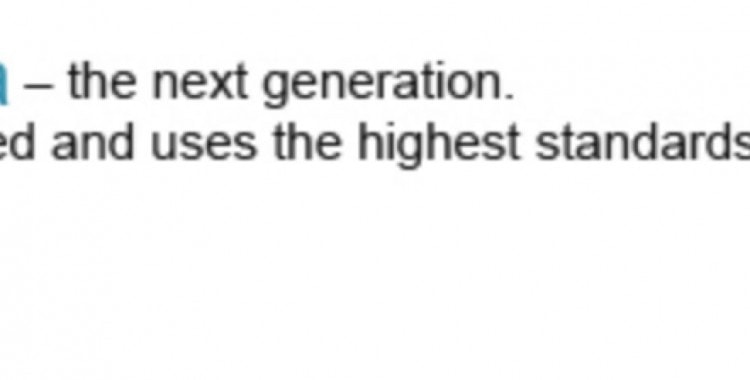 – the next generation.
ed and uses the highest standards